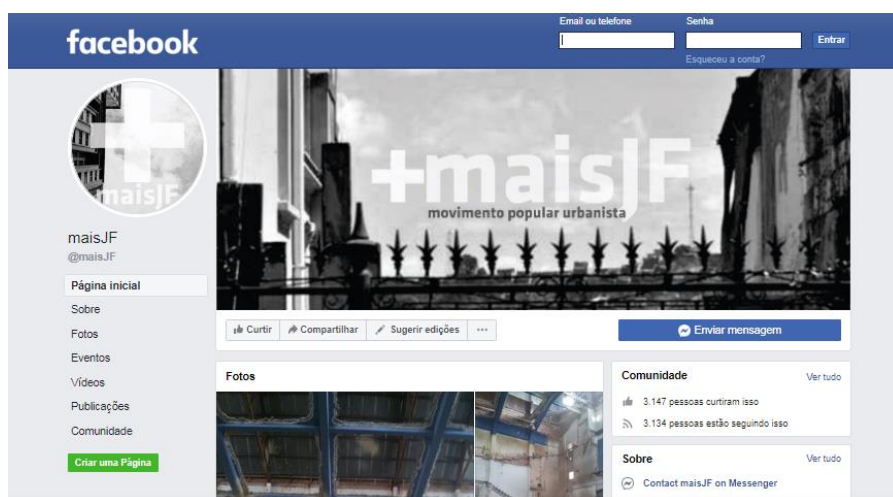 Email ou telefone
Senha
facebook
Entrar
Esqueceu a conta?
maisJF
+maisJF
movimento popular urbanista
maisJF
@maisJF
Página inicial
Sobre
Fotos
Eventos
Vídeos
Publicações
Comunidade
Criar uma Página
Curtir
Compartilhar
Sugerir edições
Enviar mensagem
Fotos
Comunidade
Ver tudo
3.147 pessoas curtiram isso
3.134 pessoas estão seguindo isso
Sobre
Ver tudo
Contact maisJF on Messenger